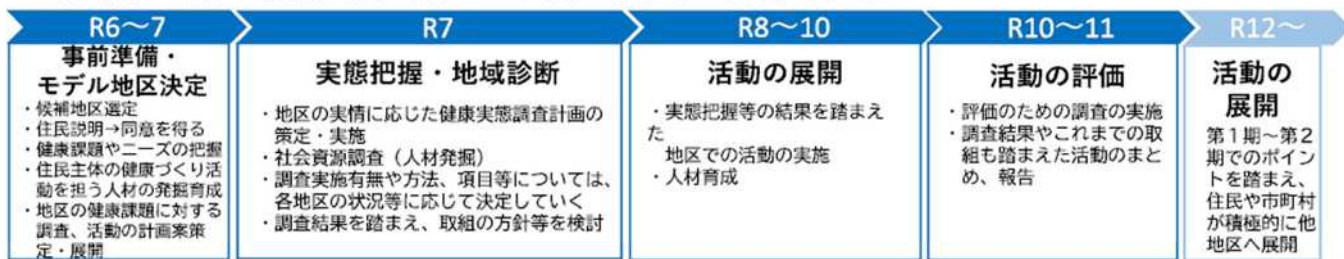 R6～7
事前準備・
モデル地区決定
・候補地区選定
・住民説明→同意を得る
・健康課題やニーズの把握
・住民主体の健康づくり活
動を担う人材の発掘育成
・地区の健康課題に対する
調査、活動の計画案策
定・展開
R7
実態把握・地域診断
・地区の実情に応じた健康実態調査計画の
策定・実施
・社会資源調査（人材発掘）
・調査実施有無や方法、項目等については、
各地区の状況等に応じて決定していく
・調査結果を踏まえ、取組の方針等を検討
R8～10
活動の展開
・実態把握等の結果を踏まえ
た
地区での活動の実施
・人材育成
R10～11
活動の評価
・評価のための調査の実施
・調査結果やこれまでの取
組も踏まえた活動のまと
め、報告
R12～
活動の
展開
第１期～第２
期でのポイン
トを踏まえ、
住民や市町村
が積極的に他
地区へ展開